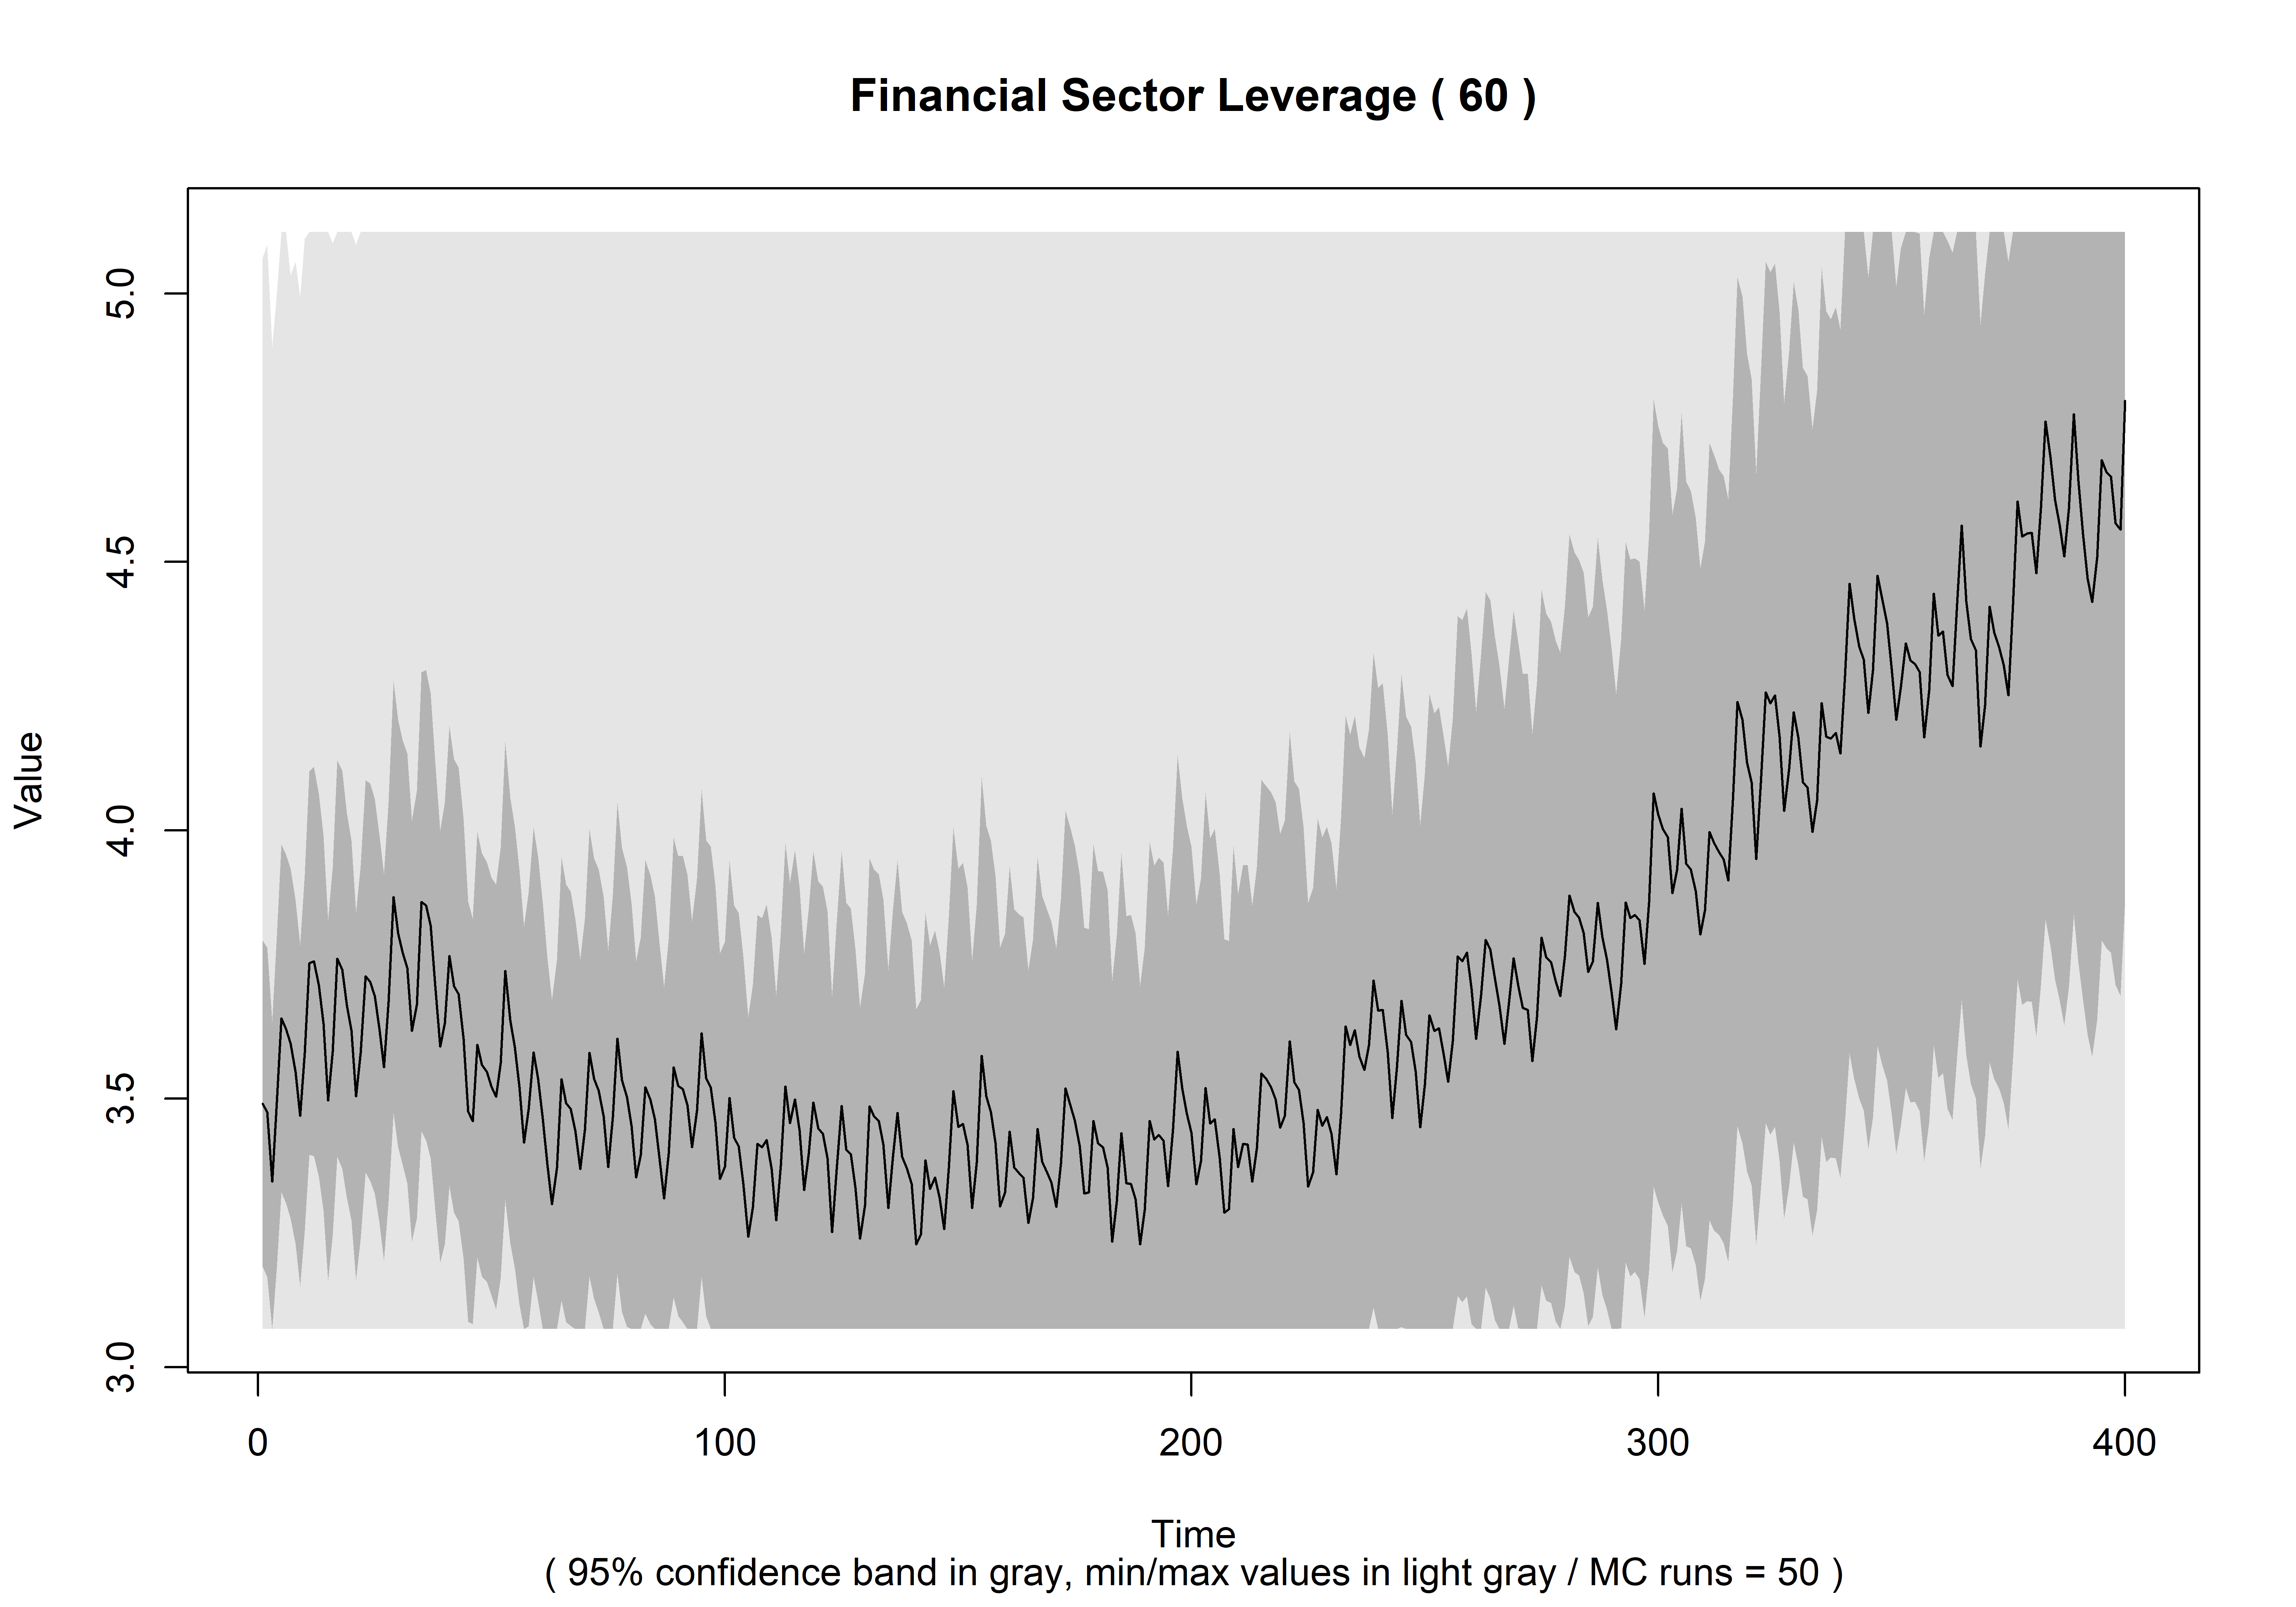 Financial Sector Leverage ( 60 )
5.0
4.5
4.0
3.5
3.0
Value
0 100 200 300 400
Time
( 95% confidence band in gray, min/max values in light gray / MC runs = 50 )